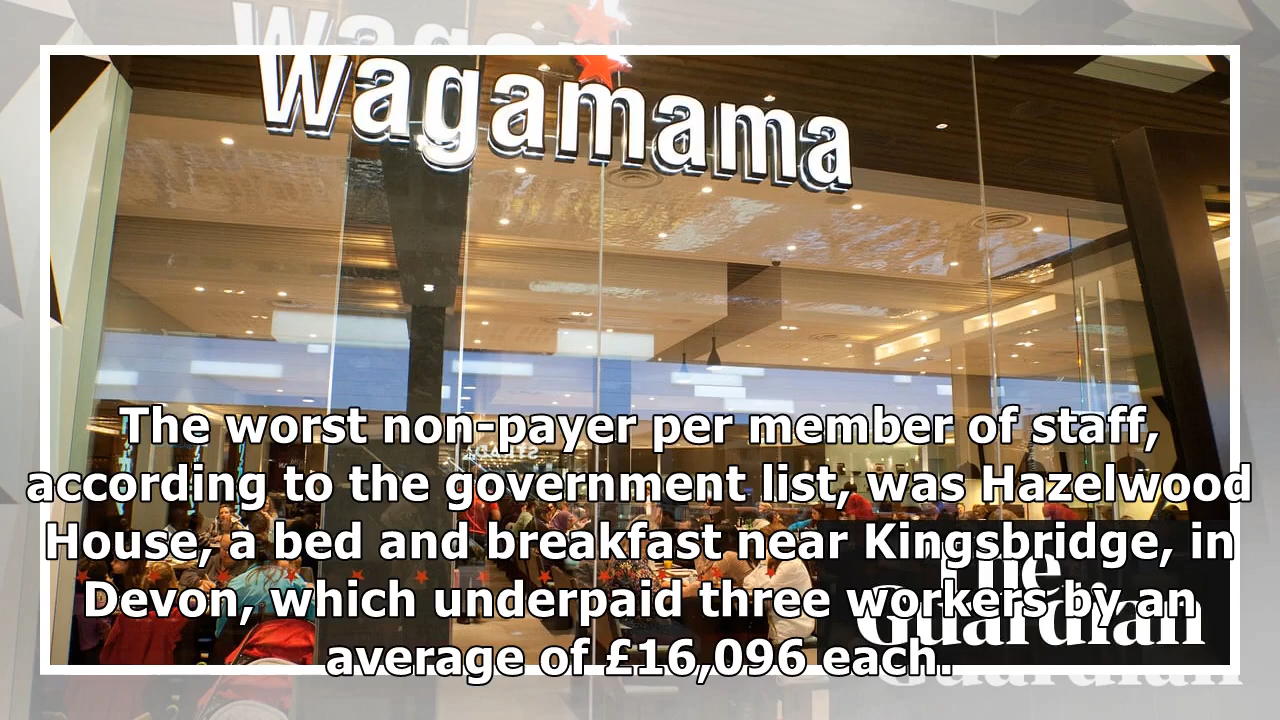 wagamama
The worst non-payer per member of staff,
according to the government list, was Hazelwood
House, a bed and breakfast near Kingsbridge, in
Devon, which underpaid three workers by an
average of £16,096 each.
The
Guardian